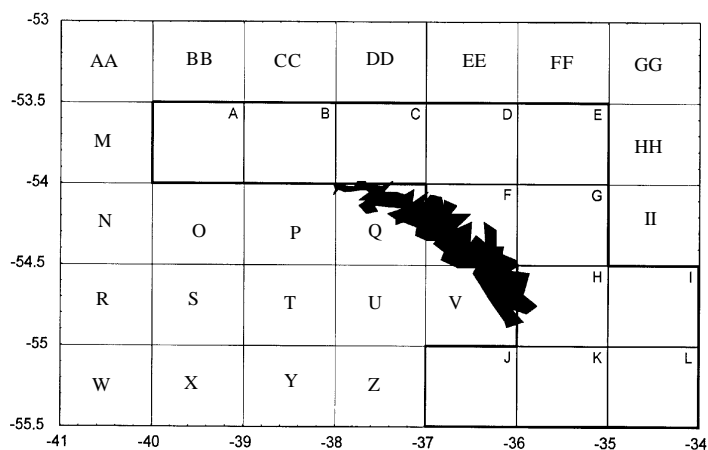 -53
AA BB CC DD EE FF GG
-53.5
A B C D E
M HH
-54
F G
N O P Q II
-54.5
H I
R S T U V
-55
J K L
W X Y Z
-55.5
-41 -40 -39 -38 -37 -36 -35 -34